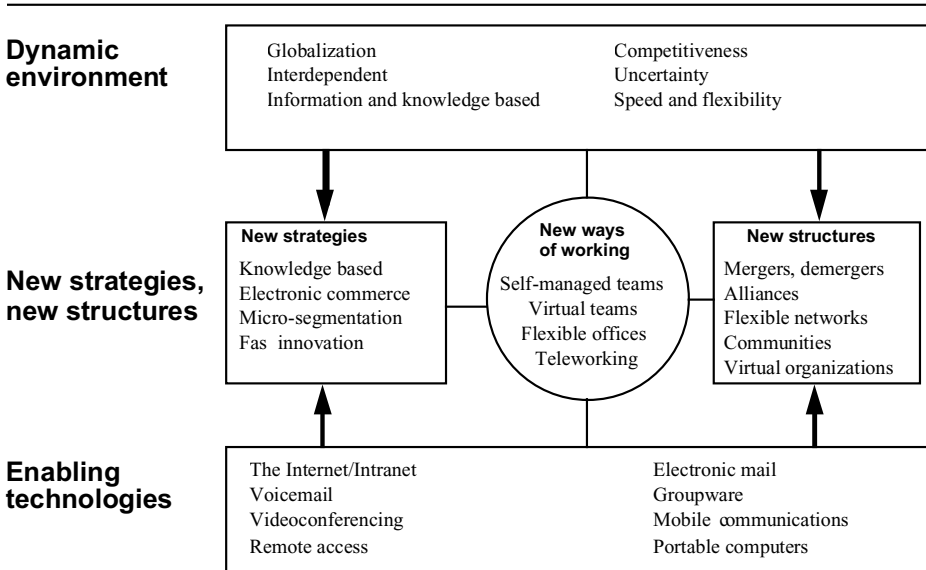 Dynamic
environment
Globalization
Interdependent
Information and knowledge based
Competitiveness
Uncertainty
Speed and flexibility
New strategies,
new structures
New strategies
Knowledge based
Electronic commerce
Micro-segmentation
Fas innovation
New ways
of working
Self-managed teams
Virtual teams
Flexible offices
Teleworking
New structures
Mergers, demergers
Alliances
Flexible networks
Communities
Virtual organizations
Enabling
technologies
The Internet/Intranet
Voicemail
Videoconferencing
Remote access
Electronic mail
Groupware
Mobile communications
Portable computers